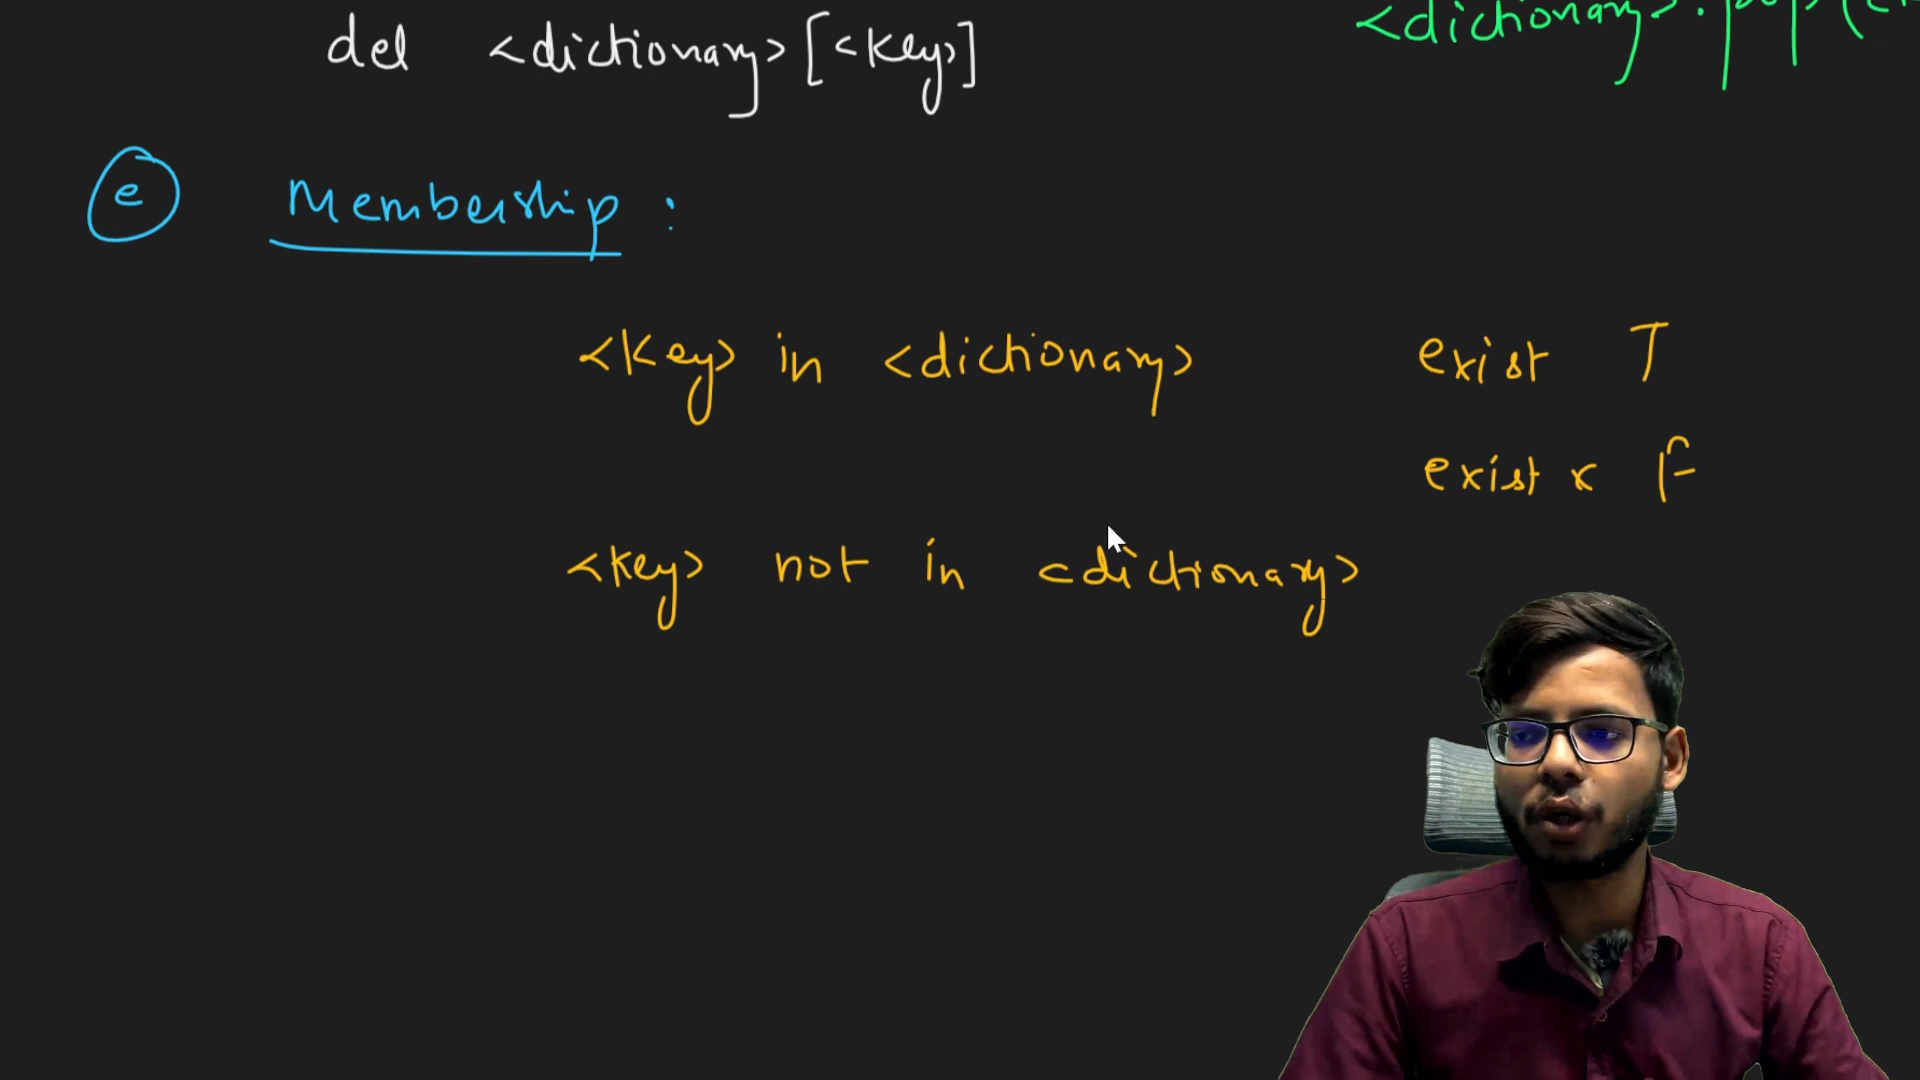 del <dictionary>[<key>]
<dictionary>.pop(
e Membership :
<key> in <dictionary> exist T
exist x F
<key> not in <dictionary>